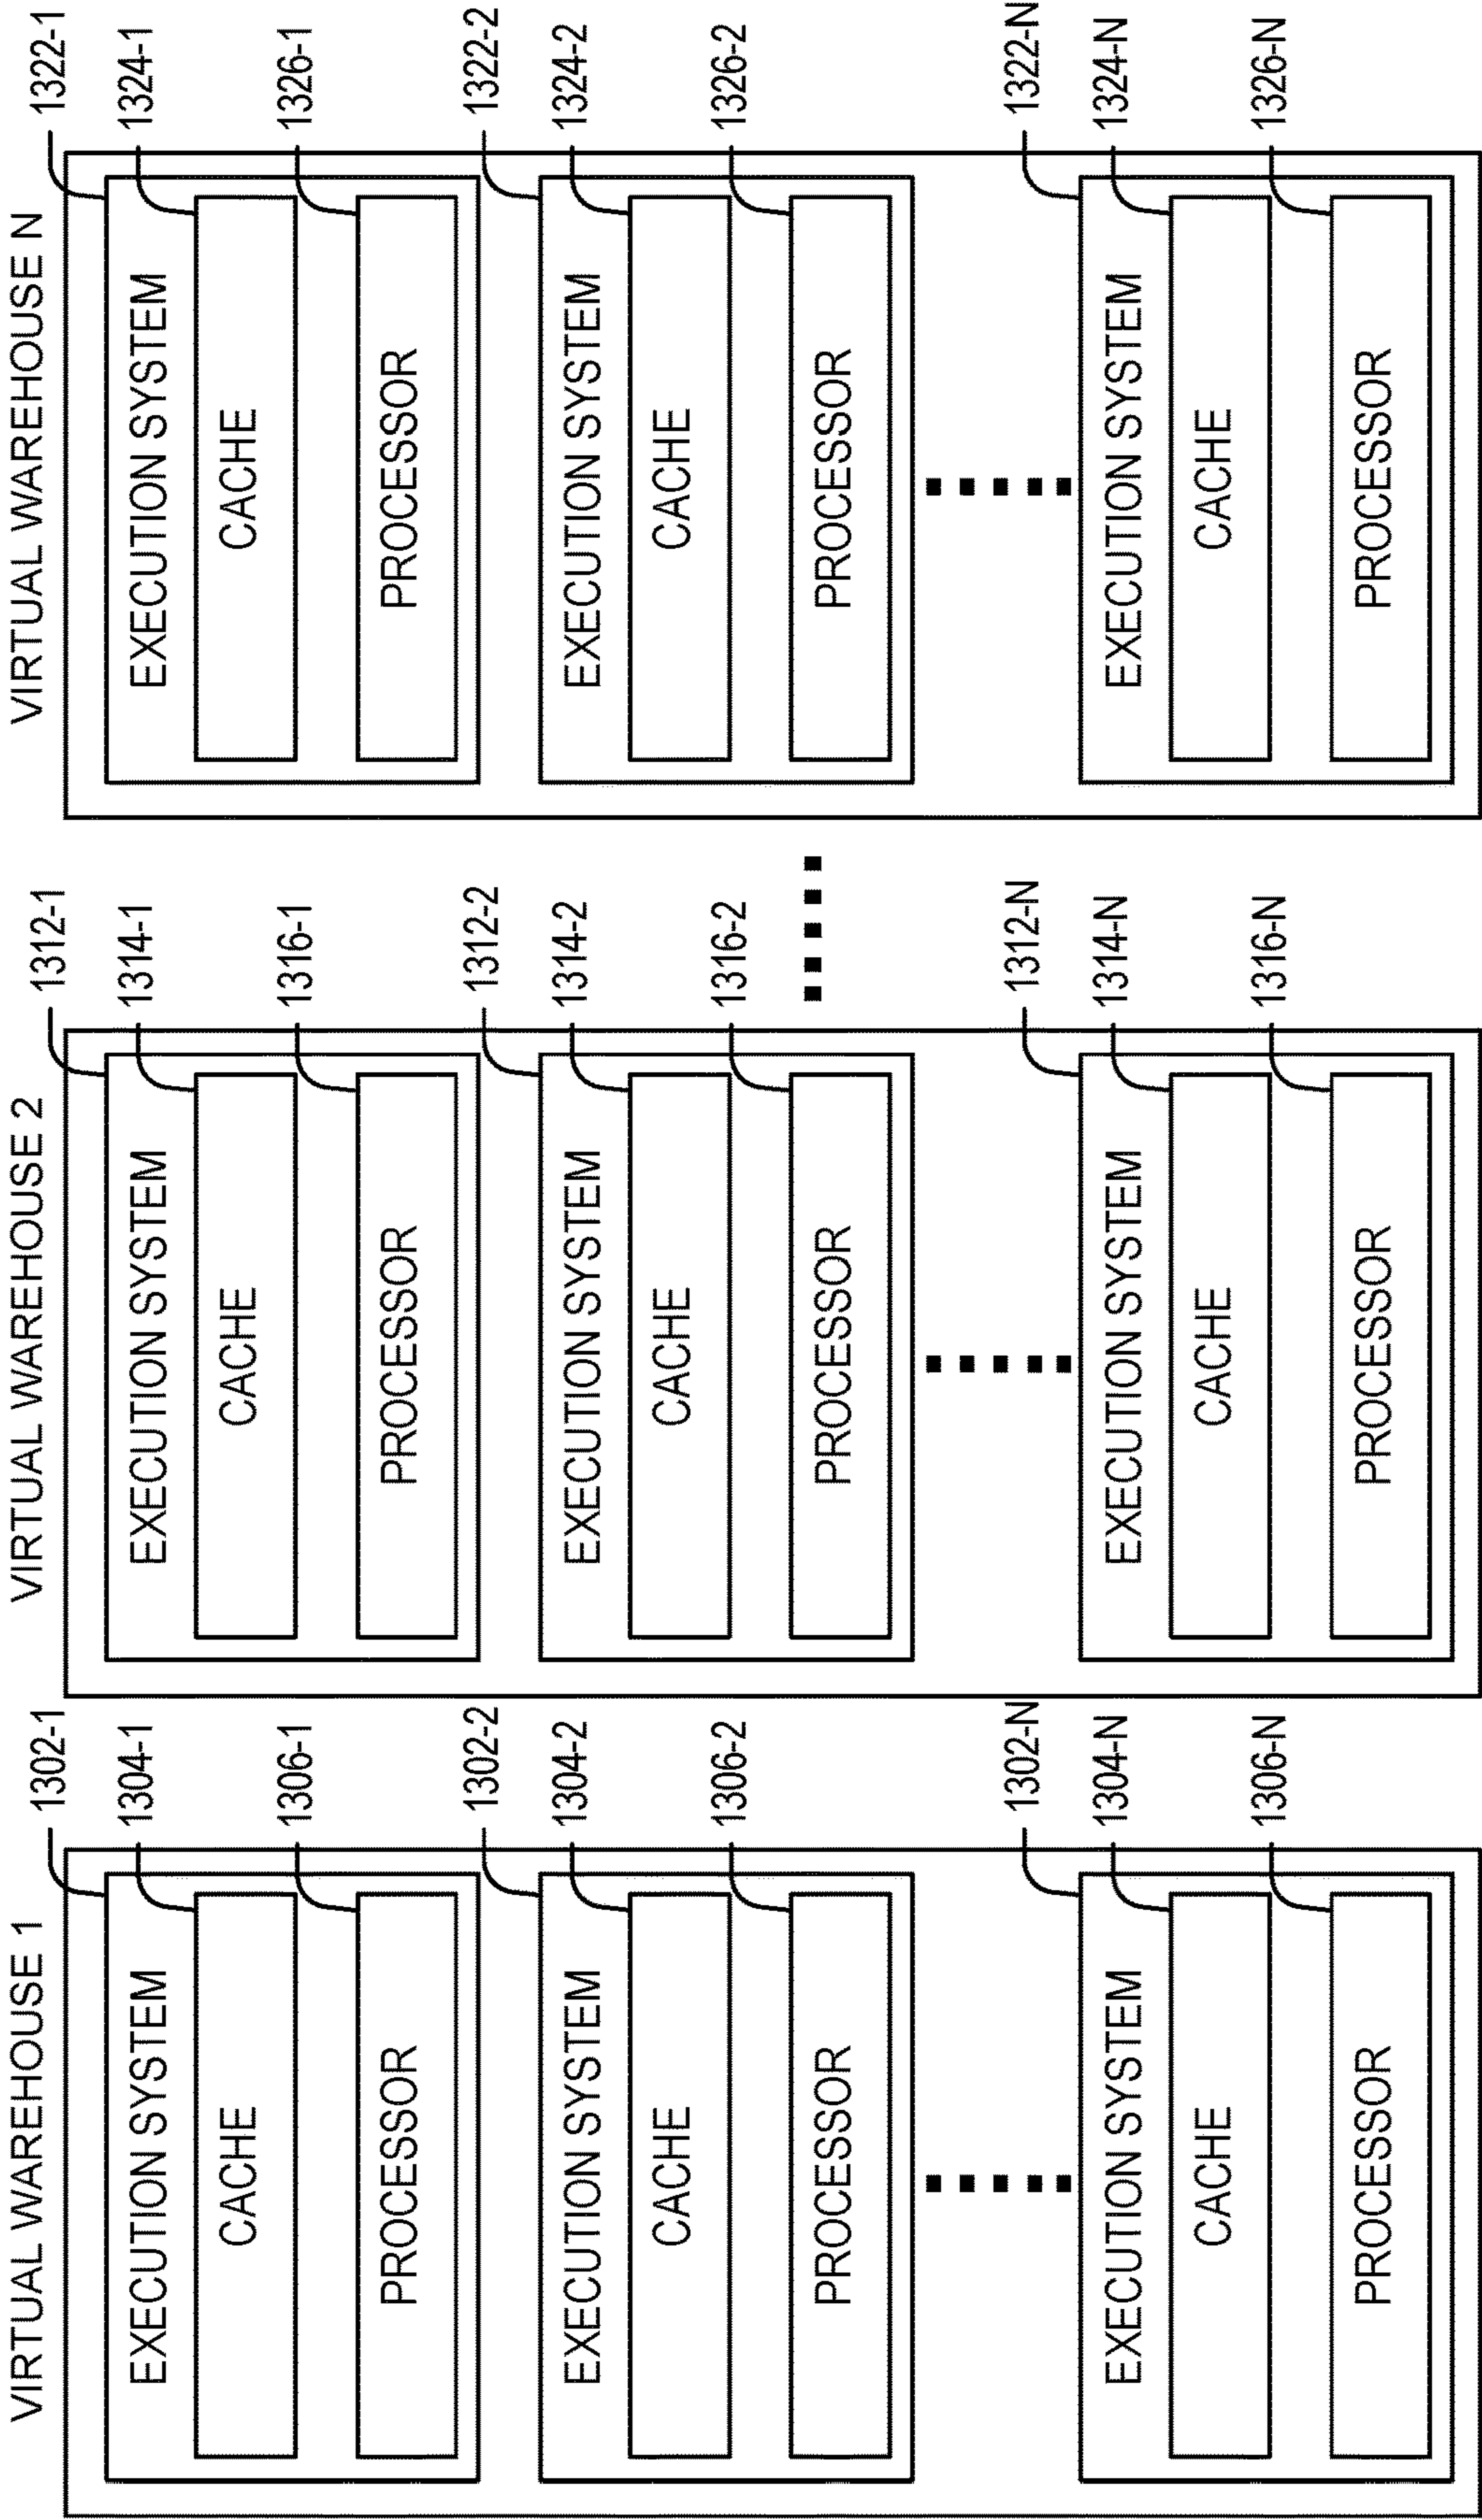 VIRTUAL WAREHOUSE 1
1302-1
EXECUTION SYSTEM
1304-1
CACHE
1306-1
PROCESSOR
1302-2
EXECUTION SYSTEM
1304-2
CACHE
1306-2
PROCESSOR
1302-N
EXECUTION SYSTEM
1304-N
CACHE
1306-N
PROCESSOR
VIRTUAL WAREHOUSE 2
1312-1
EXECUTION SYSTEM
1314-1
CACHE
1316-1
PROCESSOR
1312-2
EXECUTION SYSTEM
1314-2
CACHE
1316-2
PROCESSOR
1312-N
EXECUTION SYSTEM
1314-N
CACHE
1316-N
PROCESSOR
VIRTUAL WAREHOUSE N
1322-1
EXECUTION SYSTEM
1324-1
CACHE
1326-1
PROCESSOR
1322-2
EXECUTION SYSTEM
1324-2
CACHE
1326-2
PROCESSOR
1322-N
EXECUTION SYSTEM
1324-N
CACHE
1326-N
PROCESSOR